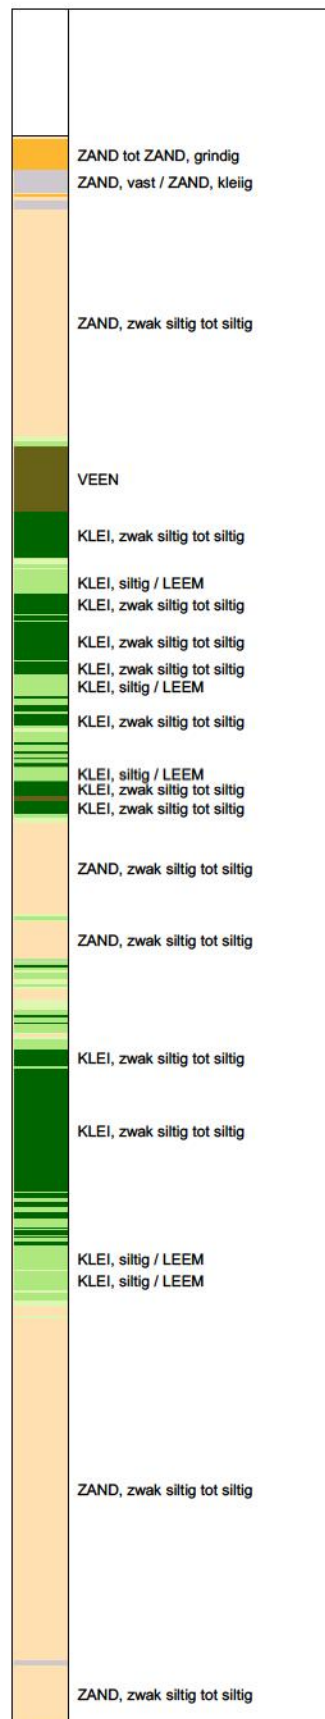 ZAND tot ZAND, grindig
ZAND, vast / ZAND, kleiig
ZAND, zwak siltig tot siltig
VEEN
KLEI, zwak siltig tot siltig
KLEI, siltig / LEEM
KLEI, zwak siltig tot siltig
KLEI, zwak siltig tot siltig
KLEI, zwak siltig tot siltig
KLEI, siltig / LEEM
KLEI, zwak siltig tot siltig
KLEI, siltig / LEEM
KLEI, zwak siltig tot siltig
KLEI, zwak siltig tot siltig
ZAND, zwak siltig tot siltig
ZAND, zwak siltig tot siltig
KLEI, zwak siltig tot siltig
KLEI, zwak siltig tot siltig
KLEI, siltig / LEEM
KLEI, siltig / LEEM
ZAND, zwak siltig tot siltig
ZAND, zwak siltig tot siltig